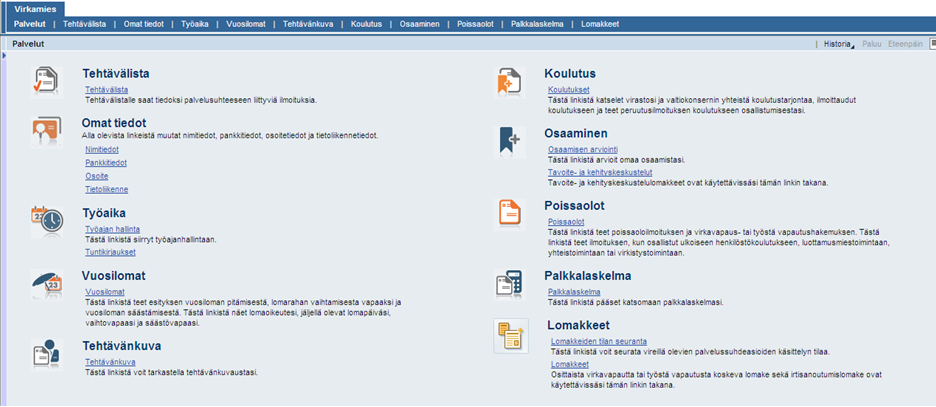 Virkamies
Palvelut | Tehtävälista | Omat tiedot | Työaika | Vuosilomat | Tehtävänkuva | Koulutus | Osaaminen | Poissaolot | Palkkalaskelma | Lomakkeet
Palvelut
| Historia Paluu Eteenpäin
Tehtävälista
Tehtävälista
Tehtävälistalle saat tiedoksi palvelusuhteeseen liittyviä ilmoituksia.
Omat tiedot
Alla olevista linkeistä muutat nimitiedot, pankkitiedot, osoitetiedot ja tietoliikennetiedot.
Nimitiedot
Pankkitiedot
Osoite
Tietoliikenne
Työaika
23
Työajan hallinta
Tästä linkistä siirryt työajanhallintaan.
Tuntikirjaukset
Vuosilomat
23
Vuosilomat
Tästä linkistä teet esityksen vuosiloman pitämisestä, lomarahan vaihtamisesta vapaaksi ja
vuosiloman säästämisestä. Tästä linkistä näet lomaoikeutesi, jäljellä olevat lomapäiväsi,
vaihtovapaasi ja säästövapaasi.
Tehtävänkuva
Tehtävänkuva
Tästä linkistä voit tarkastella tehtävänkuvaustasi.
Koulutus
Koulutukset
Tästä linkistä katselet virastosi ja valtiokonsernin yhteistä koulutustarjontaa, ilmoittaudut
koulutukseen ja teet peruutusilmoituksen koulutukseen osallistumisestasi.
Osaaminen
Osaamisen arviointi
Tästä linkistä arvioit omaa osaamistasi.
Tavoite- ja kehityskeskustelut
Tavoite- ja kehityskeskustelulomakkeet ovat käytettävissäsi tämän linkin takana.
Poissaolot
Poissaolot
Tästä linkistä teet poissaoloilmoituksen ja virkavapaus- tai työstä vapautushakemuksen. Tästä
linkistä teet ilmoituksen, kun osallistut ulkoiseen henkilöstökoulutukseen, luottamusmiestoimintaan,
yhteistoimintaan tai virkistystoimintaan.
Palkkalaskelma
Palkkalaskelma
Tästä linkistä pääset katsomaan palkkalaskelmasi.
Lomakkeet
Lomakkeiden tilan seuranta
Tästä linkistä voit seurata vireillä olevien palvelussuhdeasioiden käsittelyn tilaa.
Lomakkeet
Osittaista virkavapautta tai työstä vapautusta koskeva lomake sekä irtisanoutumislomake ovat
käytettävissäsi tämän linkin takana.